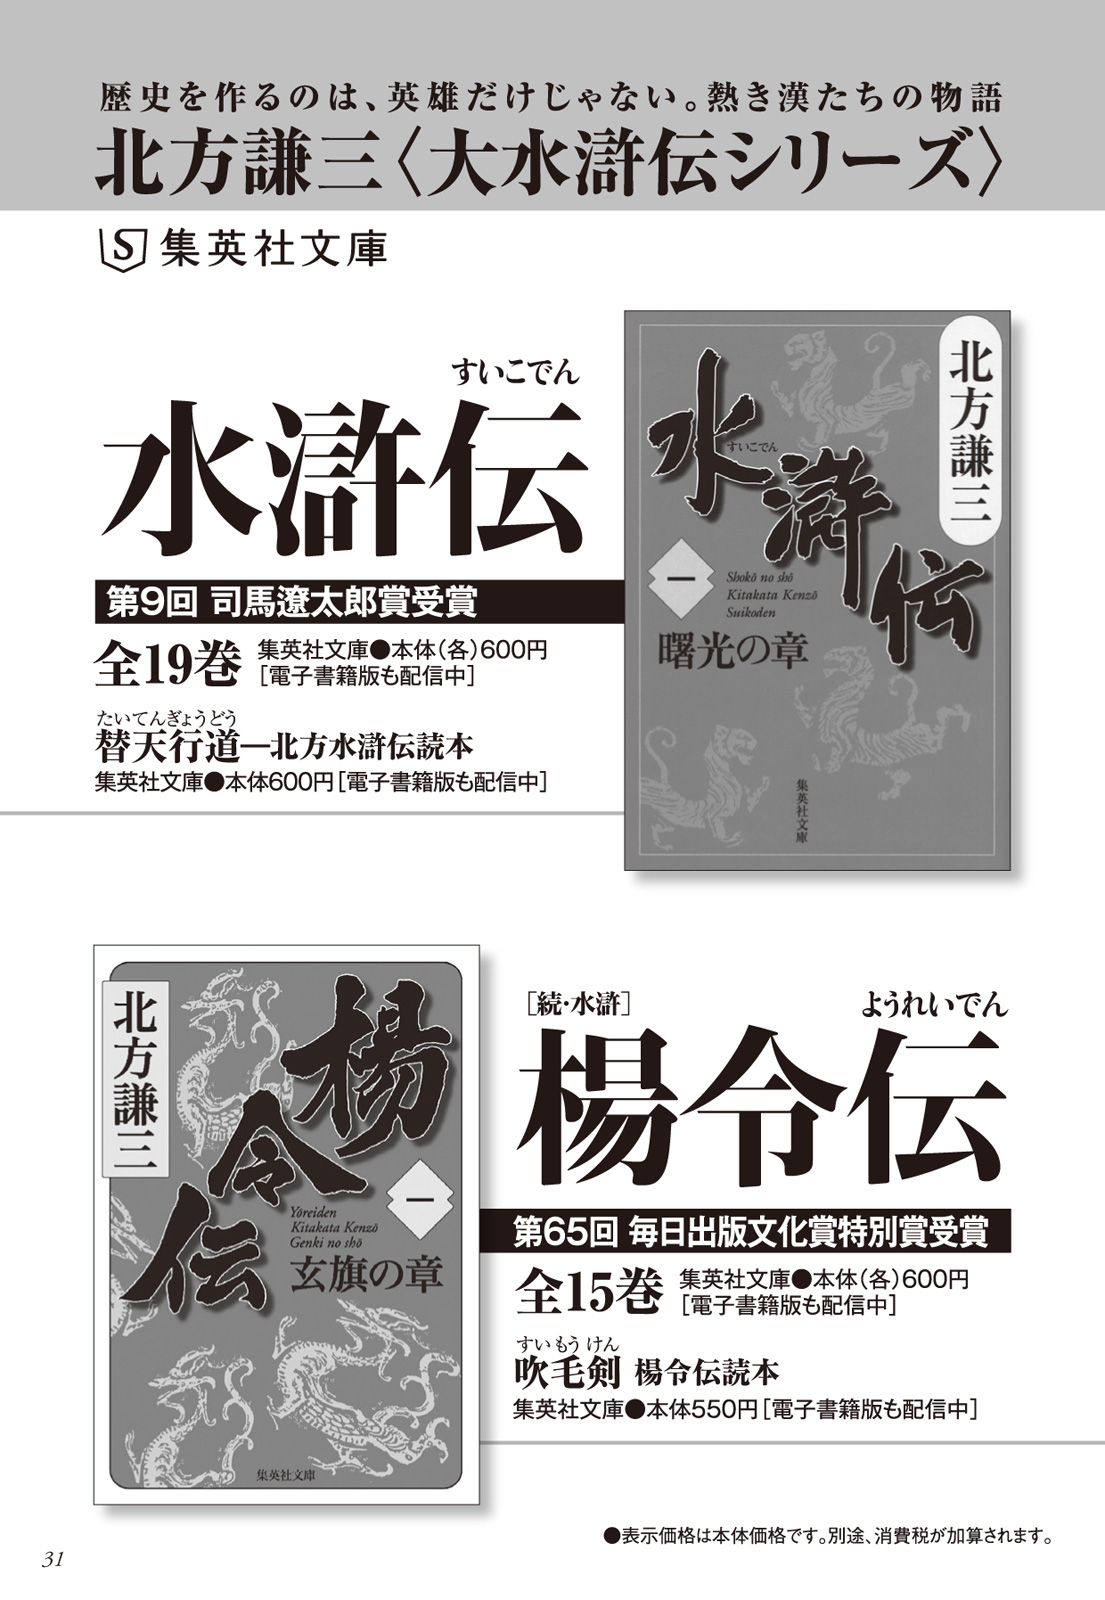 歴史を作るのは、英雄だけじゃない。熱き漢たちの物語
北方謙三〈大水滸伝シリーズ〉
S 集英社文庫
すいこでん
水滸伝
第9回 司馬遼太郎賞受賞
全19巻
集英社文庫●本体(各)600円
[電子書籍版も配信中]
たいてんぎょうどう
替天行道―北方水滸伝読本
集英社文庫●本体600円[電子書籍版も配信中]
北方謙三
水滸伝
すいこでん
一
Shokō no shō
Kitakata Kenzō
Suikoden
曙光の章
集英社文庫
北方謙三
楊令伝
一
Yōreiden
Kitakata Kenzō
Genki no shō
玄旗の章
集英社文庫
[続・水滸]
ようれいでん
楊令伝
第65回 毎日出版文化賞特別賞受賞
全15巻
集英社文庫●本体(各)600円
[電子書籍版も配信中]
すいもうけん
吹毛剣 楊令伝読本
集英社文庫●本体550円[電子書籍版も配信中]
●表示価格は本体価格です。別途、消費税が加算されます。
31